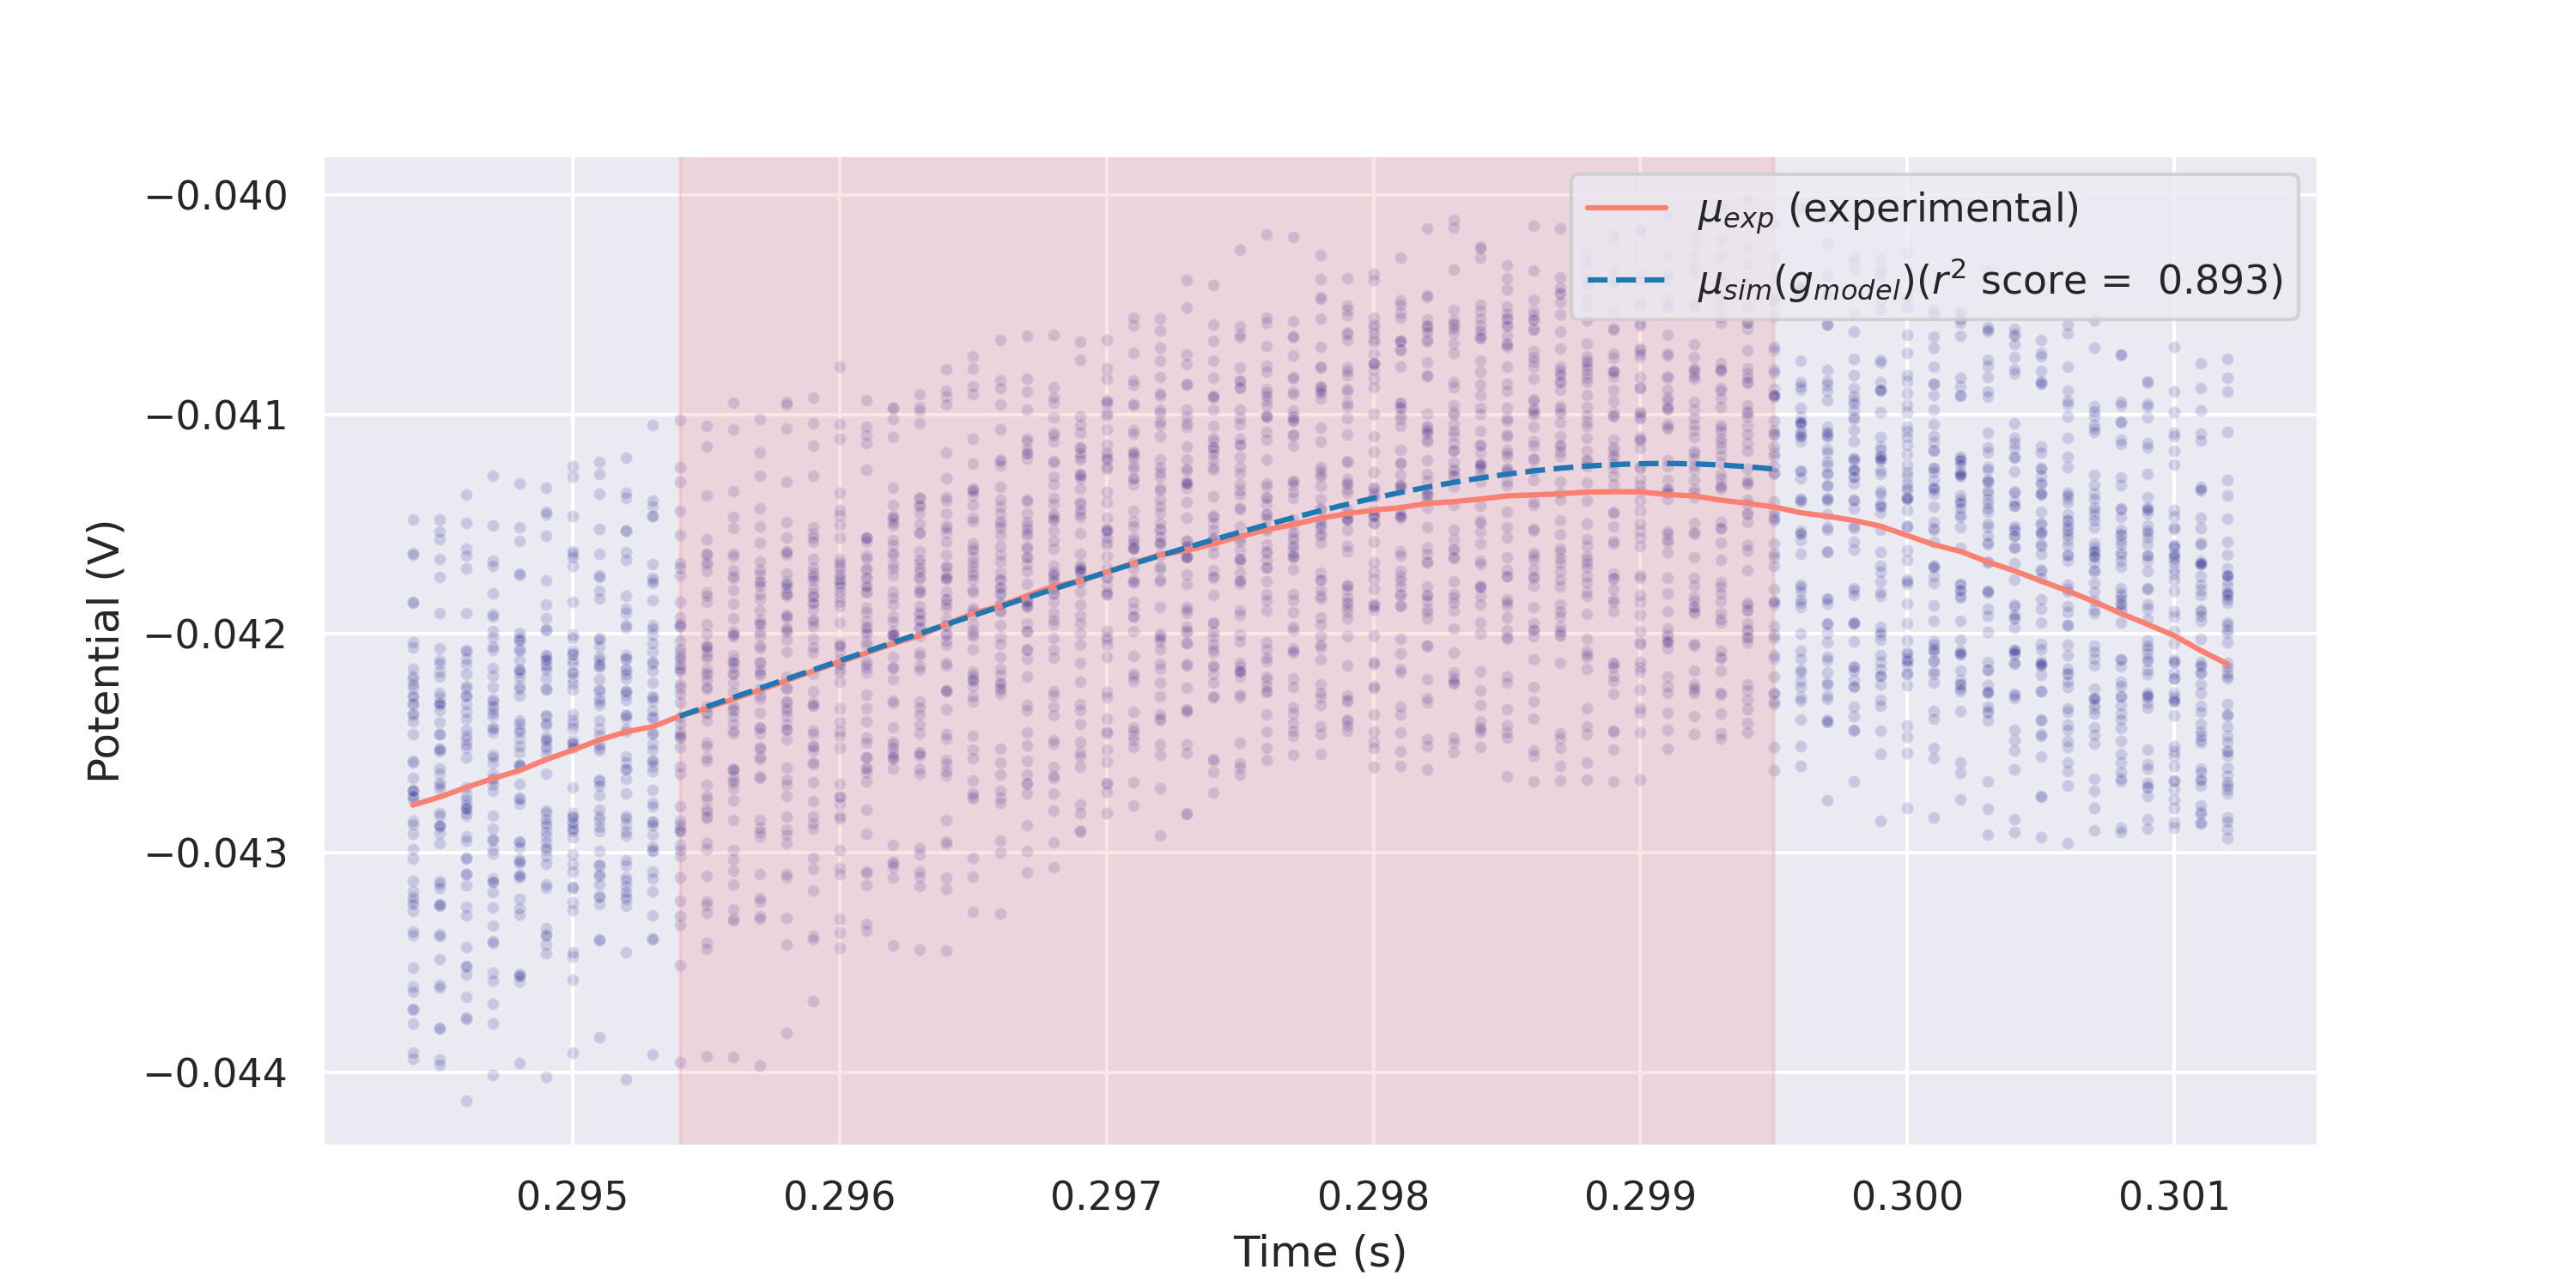 −0.040
−0.041
−0.042
−0.043
−0.044
Potential (V)
μexp (experimental)
μsim(gmodel)(r² score = 0.893)
0.295 0.296 0.297 0.298 0.299 0.300 0.301
Time (s)